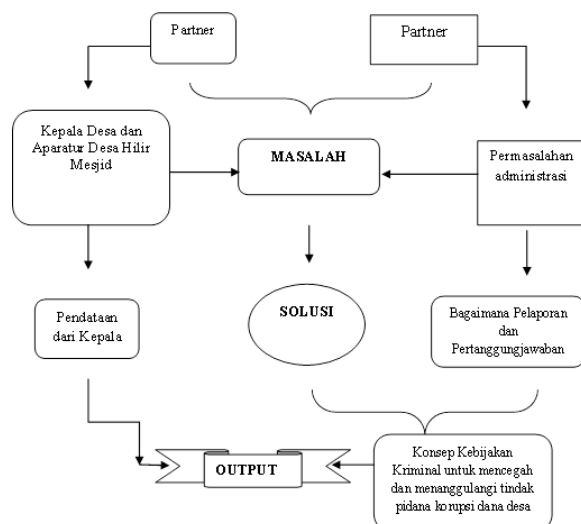 Partner
Partner
Kepala Desa dan
Aparatur Desa Hilir
Mesjid
MASALAH
Permasalahan
administrasi
Pendataan
dari Kepala
SOLUSI
Bagaimana Pelaporan
dan
Pertanggungjawaban
OUTPUT
Konsep Kebijakan
Kriminal untuk mencegah
dan menanggulangi tindak
pidana korupsi dana desa